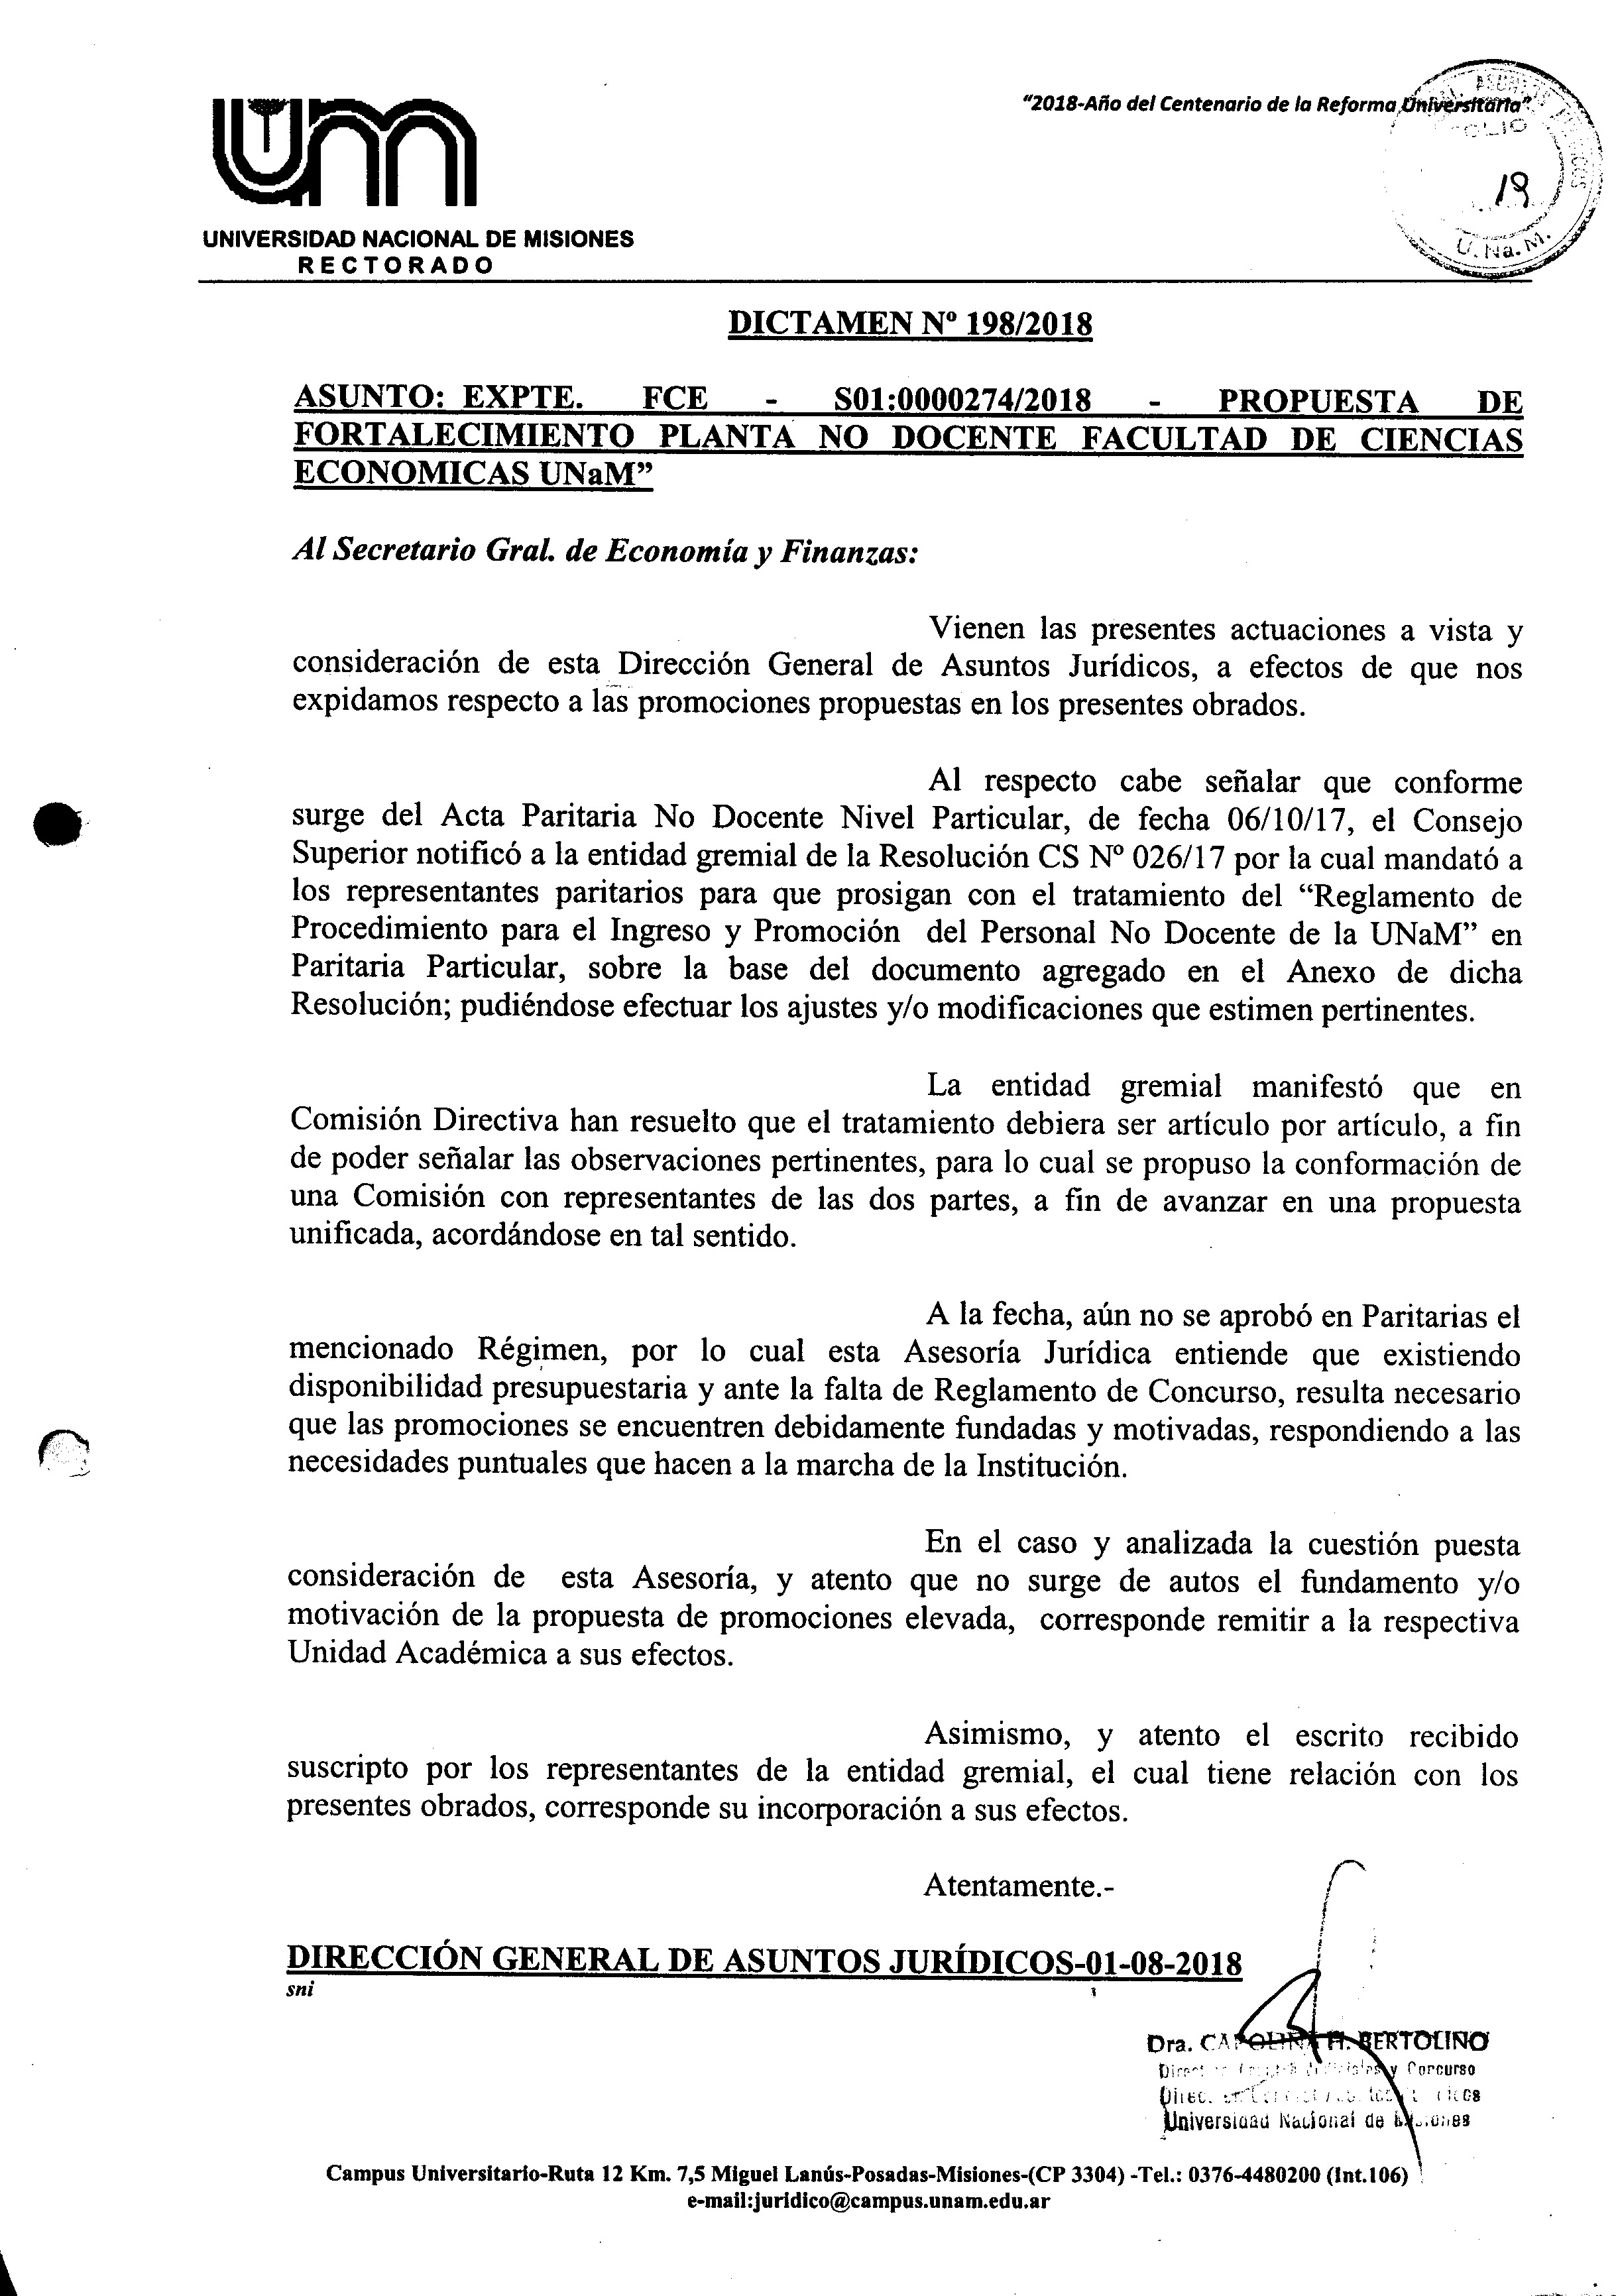 "2018-Año del Centenario de la Reforma Universitaria"
FOLIO
19
U.Na.M.
UNIVERSIDAD NACIONAL DE MISIONES
RECTORADO
DICTAMEN Nº 198/2018
ASUNTO: EXPTE. FCE - S01:0000274/2018 - PROPUESTA DE
FORTALECIMIENTO PLANTA NO DOCENTE FACULTAD DE CIENCIAS
ECONOMICAS UNaM”
Al Secretario Gral. de Economía y Finanzas:
Vienen las presentes actuaciones a vista y
consideración de esta Dirección General de Asuntos Jurídicos, a efectos de que nos
expidamos respecto a las promociones propuestas en los presentes obrados.
Al respecto cabe señalar que conforme
surge del Acta Paritaria No Docente Nivel Particular, de fecha 06/10/17, el Consejo
Superior notificó a la entidad gremial de la Resolución CS Nº 026/17 por la cual mandató a
los representantes paritarios para que prosigan con el tratamiento del “Reglamento de
Procedimiento para el Ingreso y Promoción del Personal No Docente de la UNaM” en
Paritaria Particular, sobre la base del documento agregado en el Anexo de dicha
Resolución; pudiéndose efectuar los ajustes y/o modificaciones que estimen pertinentes.
La entidad gremial manifestó que en
Comisión Directiva han resuelto que el tratamiento debiera ser artículo por artículo, a fin
de poder señalar las observaciones pertinentes, para lo cual se propuso la conformación de
una Comisión con representantes de las dos partes, a fin de avanzar en una propuesta
unificada, acordándose en tal sentido.
A la fecha, aún no se aprobó en Paritarias el
mencionado Régimen, por lo cual esta Asesoría Jurídica entiende que existiendo
disponibilidad presupuestaria y ante la falta de Reglamento de Concurso, resulta necesario
que las promociones se encuentren debidamente fundadas y motivadas, respondiendo a las
necesidades puntuales que hacen a la marcha de la Institución.
En el caso y analizada la cuestión puesta
consideración de esta Asesoría, y atento que no surge de autos el fundamento y/o
motivación de la propuesta de promociones elevada, corresponde remitir a la respectiva
Unidad Académica a sus efectos.
Asimismo, y atento el escrito recibido
suscripto por los representantes de la entidad gremial, el cual tiene relación con los
presentes obrados, corresponde su incorporación a sus efectos.
Atentamente.-
DIRECCIÓN GENERAL DE ASUNTOS JURÍDICOS-01-08-2018
sni
Dra. CAROLINA H. BERTOLINO
y Concurso
Universidad Nacional de Misiones
Campus Universitario-Ruta 12 Km. 7,5 Miguel Lanús-Posadas-Misiones-(CP 3304) -Tel.: 0376-4480200 (Int.106)
e-mail:juridico@campus.unam.edu.ar